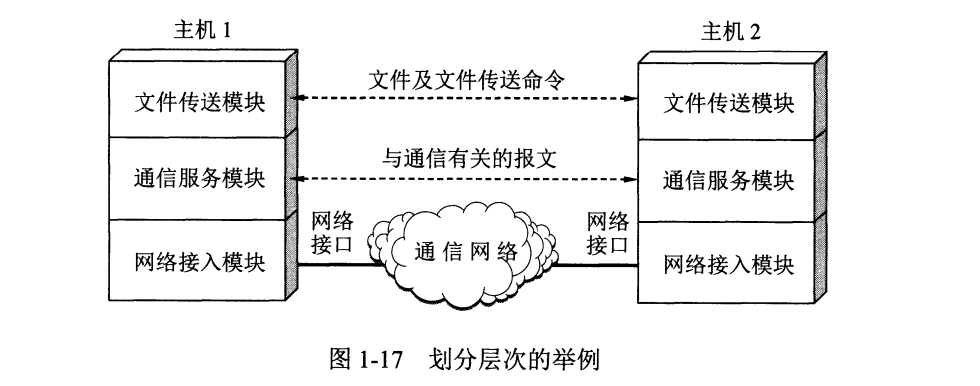 主机 1
主机 2
文件传送模块
文件及文件传送命令
文件传送模块
通信服务模块
与通信有关的报文
通信服务模块
网络接入模块
网络
接口
通信网络
网络
接口
网络接入模块
图 1-17 划分层次的举例